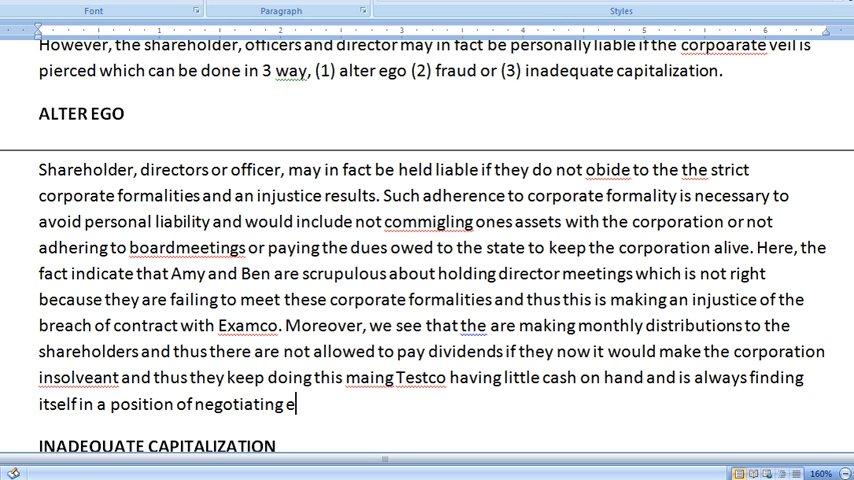 Font
Paragraph
Styles
1 2 3 4 5 6
However, the shareholder, officers and director may in fact be personally liable if the corpoarate veil is
pierced which can be done in 3 way, (1) alter ego (2) fraud or (3) inadequate capitalization.
ALTER EGO
Shareholder, directors or officer, may in fact be held liable if they do not obide to the the strict
corporate formalities and an injustice results. Such adherence to corporate formality is necessary to
avoid personal liability and would include not commigling ones assets with the corporation or not
adhering to boardmeetings or paying the dues owed to the state to keep the corporation alive. Here, the
fact indicate that Amy and Ben are scrupulous about holding director meetings which is not right
because they are failing to meet these corporate formalities and thus this is making an injustice of the
breach of contract with Examco. Moreover, we see that the are making monthly distributions to the
shareholders and thus there are not allowed to pay dividends if they now it would make the corporation
insolveant and thus they keep doing this maing Testco having little cash on hand and is always finding
itself in a position of negotiating e
INADEQUATE CAPITALIZATION
160%